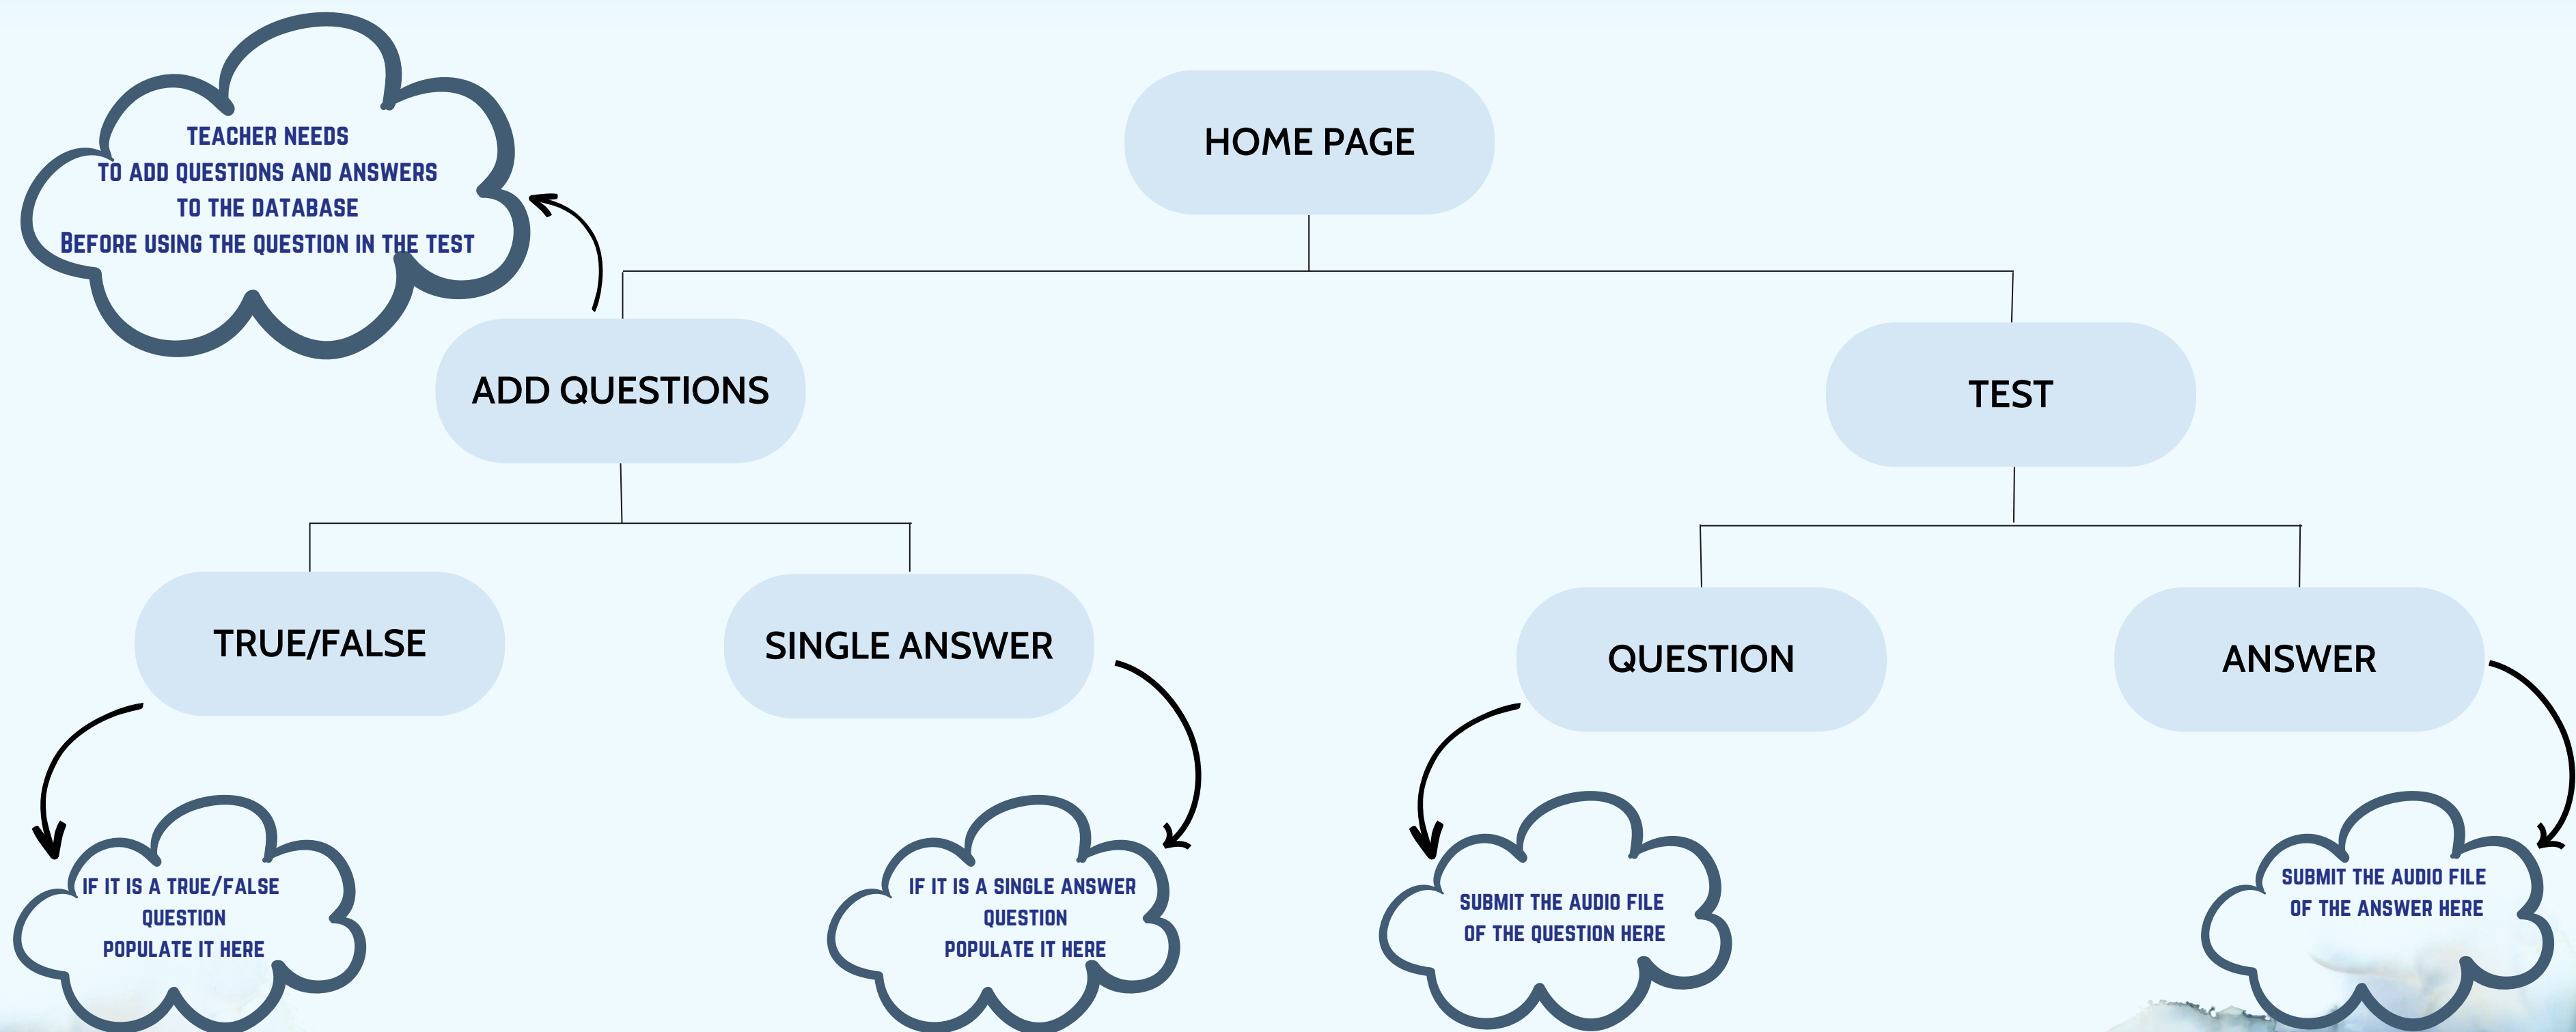 TEACHER NEEDS
TO ADD QUESTIONS AND ANSWERS
TO THE DATABASE
BEFORE USING THE QUESTION IN THE TEST
HOME PAGE
ADD QUESTIONS
TEST
TRUE/FALSE
SINGLE ANSWER
QUESTION
ANSWER
IF IT IS A TRUE/FALSE
QUESTION
POPULATE IT HERE
IF IT IS A SINGLE ANSWER
QUESTION
POPULATE IT HERE
SUBMIT THE AUDIO FILE
OF THE QUESTION HERE
SUBMIT THE AUDIO FILE
OF THE ANSWER HERE